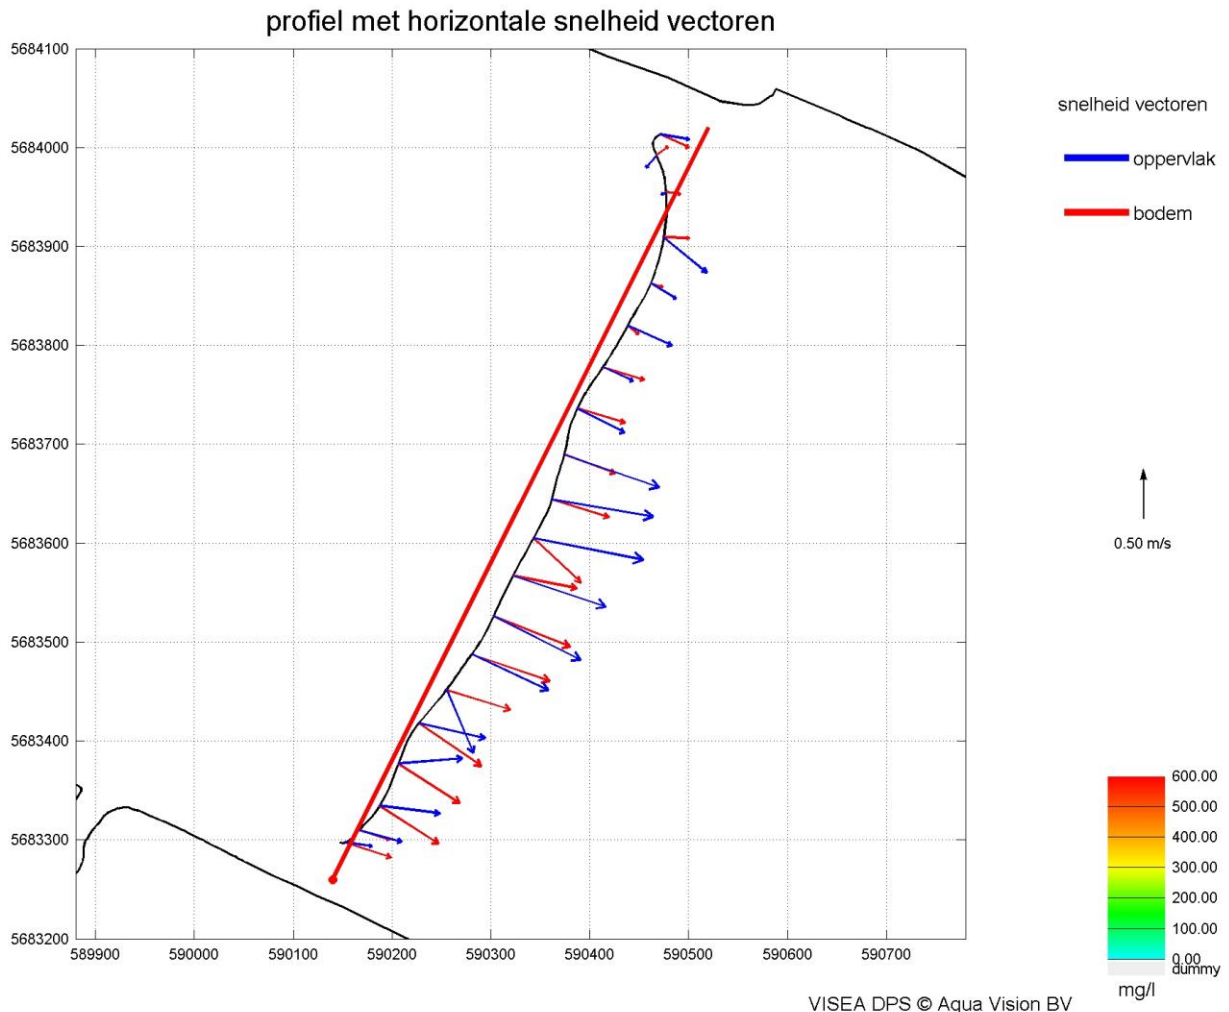 profiel met horizontale snelheid vectoren
5684100
5684000
5683900
5683800
5683700
5683600
5683500
5683400
5683300
5683200
589900 590000 590100 590200 590300 590400 590500 590600 590700
snelheid vectoren
oppervlak
bodem
0.50 m/s
600.00
500.00
400.00
300.00
200.00
100.00
0.00
dummy
mg/l
VISEA DPS © Aqua Vision BV